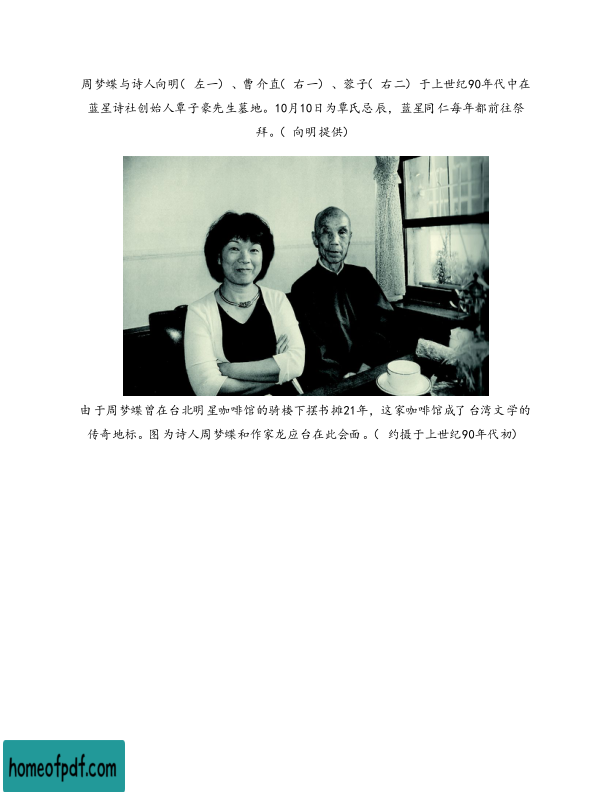 周梦蝶与诗人向明( 左一) 、曹介直( 右一) 、蓉子( 右二) 于上世纪90年代中在
蓝星诗社创始人覃子豪先生墓地。10月10日为覃氏忌辰，蓝星同仁每年都前往祭
拜。( 向明提供)
由于周梦蝶曾在台北明星咖啡馆的骑楼下摆书摊21年，这家咖啡馆成了台湾文学的
传奇地标。图为诗人周梦蝶和作家龙应台在此会面。( 约摄于上世纪90年代初)
homeofpdf.com